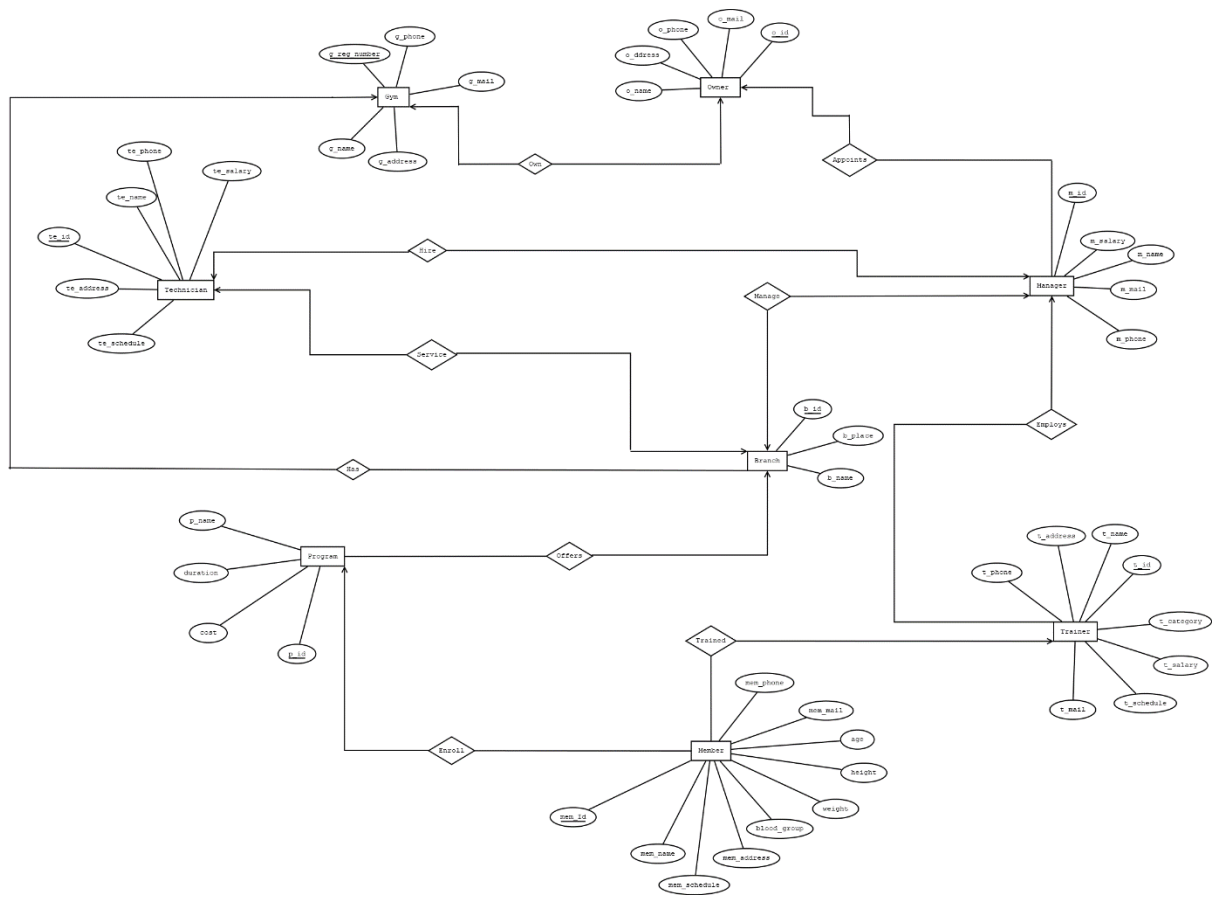 o_mail
g_phone
o_phone
o_id
g_reg_number
o_ddress
g_mail
Owner
o_name
Gym
g_name
g_address
Own
Appoints
te_phone
te_salary
te_name
m_id
te_id
m_salary
m_name
Hire
te_address
Technician
Manager
m_mail
Manage
te_schedule
m_phone
Service
b_id
Employs
b_place
Branch
Has
b_name
p_name
Program
Offers
t_address
t_name
duration
t_phone
t_id
cost
t_category
Trained
Trainer
p_id
t_salary
mem_phone
t_schedule
t_mail
mem_mail
age
Enroll
Member
height
weight
mem_Id
blood_group
mem_name
mem_address
mem_schedule